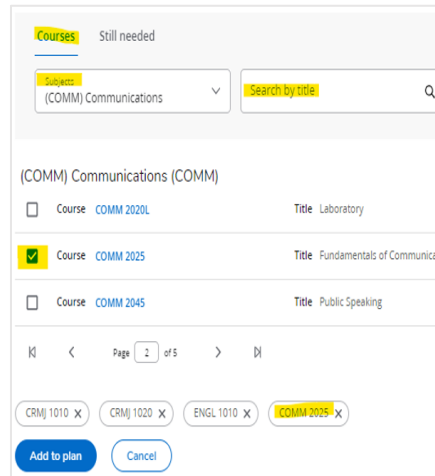 Courses Still needed
Subjects
(COMM) Communications
Search by title
(COMM) Communications (COMM)
Course COMM 2020L Title Laboratory
Course COMM 2025 Title Fundamentals of Communica
Course COMM 2045 Title Public Speaking
Page 2 of 5
CRMJ 1010 X CRMJ 1020 X ENGL 1010 X COMM 2025 X
Add to plan Cancel